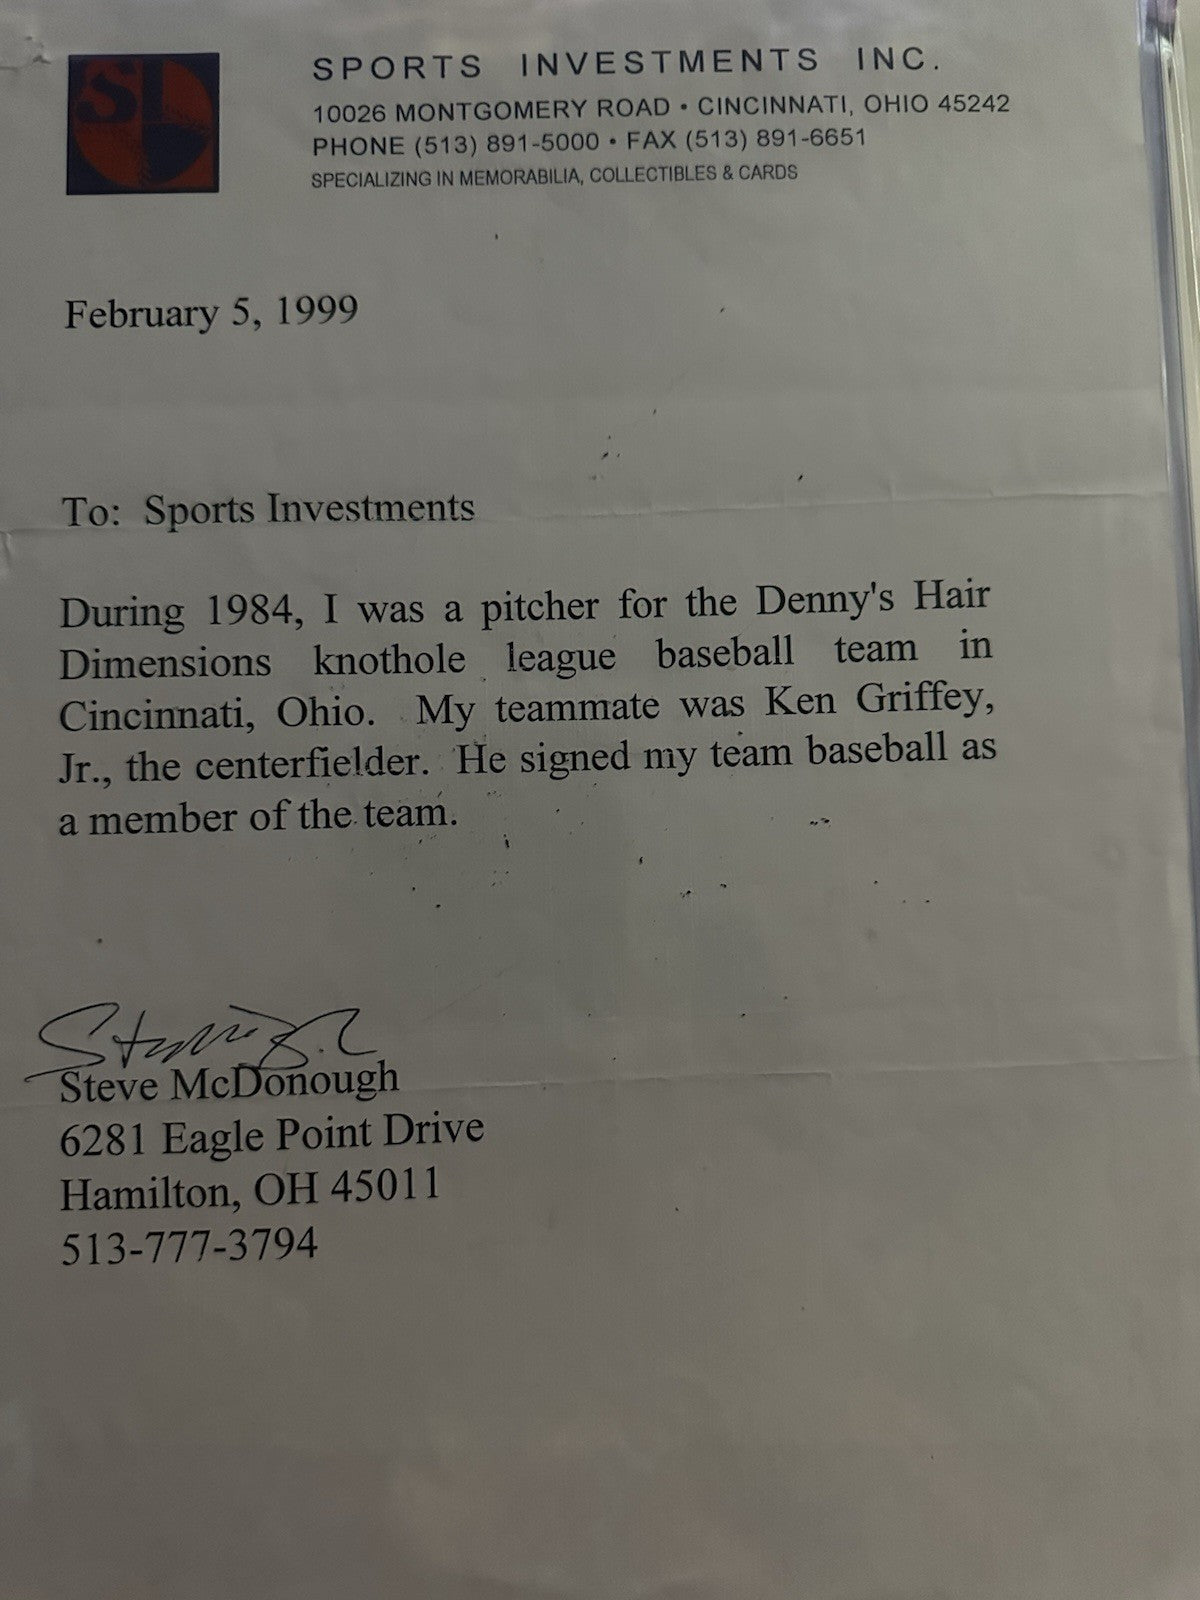 SI
SPORTS INVESTMENTS INC.
10026 MONTGOMERY ROAD • CINCINNATI, OHIO 45242
PHONE (513) 891-5000 • FAX (513) 891-6651
SPECIALIZING IN MEMORABILIA, COLLECTIBLES & CARDS
February 5, 1999
To: Sports Investments
During 1984, I was a pitcher for the Denny's Hair
Dimensions knothole league baseball team in
Cincinnati, Ohio. My teammate was Ken Griffey,
Jr., the centerfielder. He signed my team baseball as
a member of the team.
Steve McDonough
6281 Eagle Point Drive
Hamilton, OH 45011
513-777-3794